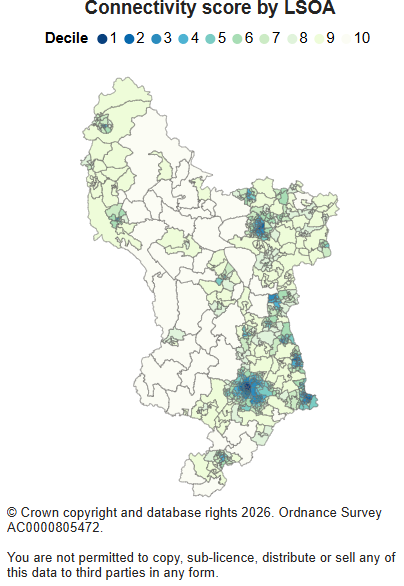 Connectivity score by LSOA
Decile 1 2 3 4 5 6 7 8 9 10
© Crown copyright and database rights 2026. Ordnance Survey
AC0000805472.
You are not permitted to copy, sub-licence, distribute or sell any of
this data to third parties in any form.